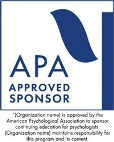 APA
APPROVED
SPONSOR
"(Organization name) is approved by the
American Psychological Association to sponsor
continuing education for psychologists.
(Organization name) maintains responsibility for
this program and its content.